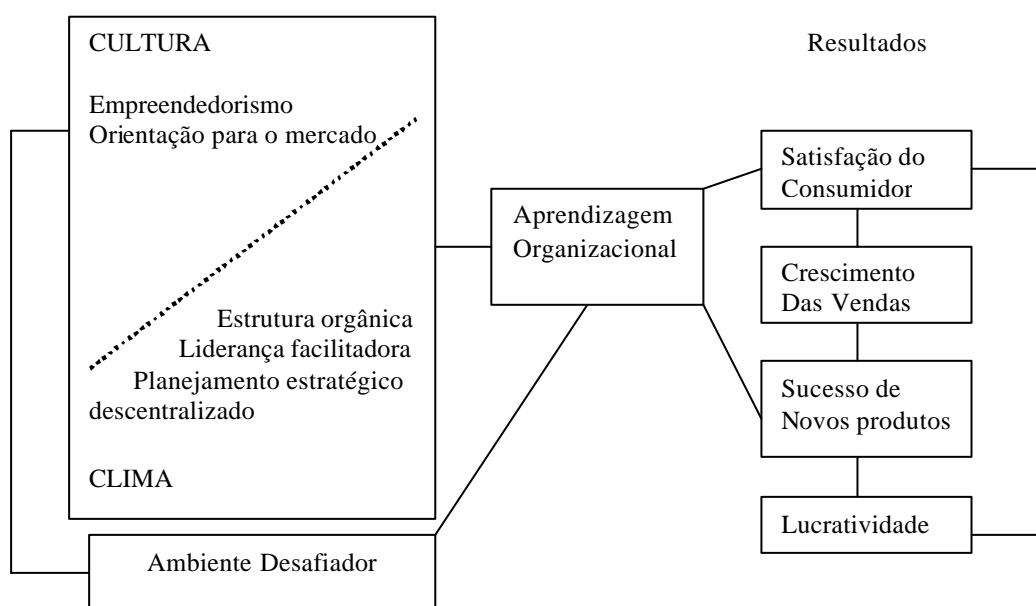 CULTURA
Empreendedorismo
Orientação para o mercado
Estrutura orgânica
Liderança facilitadora
Planejamento estratégico
descentralizado
CLIMA
Ambiente Desafiador
Aprendizagem
Organizacional
Resultados
Satisfação do
Consumidor
Crescimento
Das Vendas
Sucesso de
Novos produtos
Lucratividade